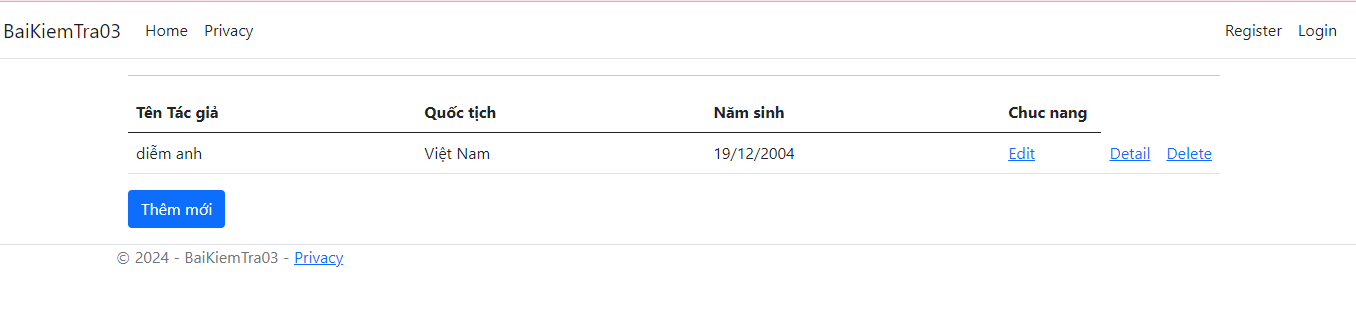 BaiKiemTra03 Home Privacy Register Login
Tên Tác giả Quốc tịch Năm sinh Chuc nang
diễm anh Việt Nam 19/12/2004 Edit Detail Delete
Thêm mới
© 2024 - BaiKiemTra03 - Privacy